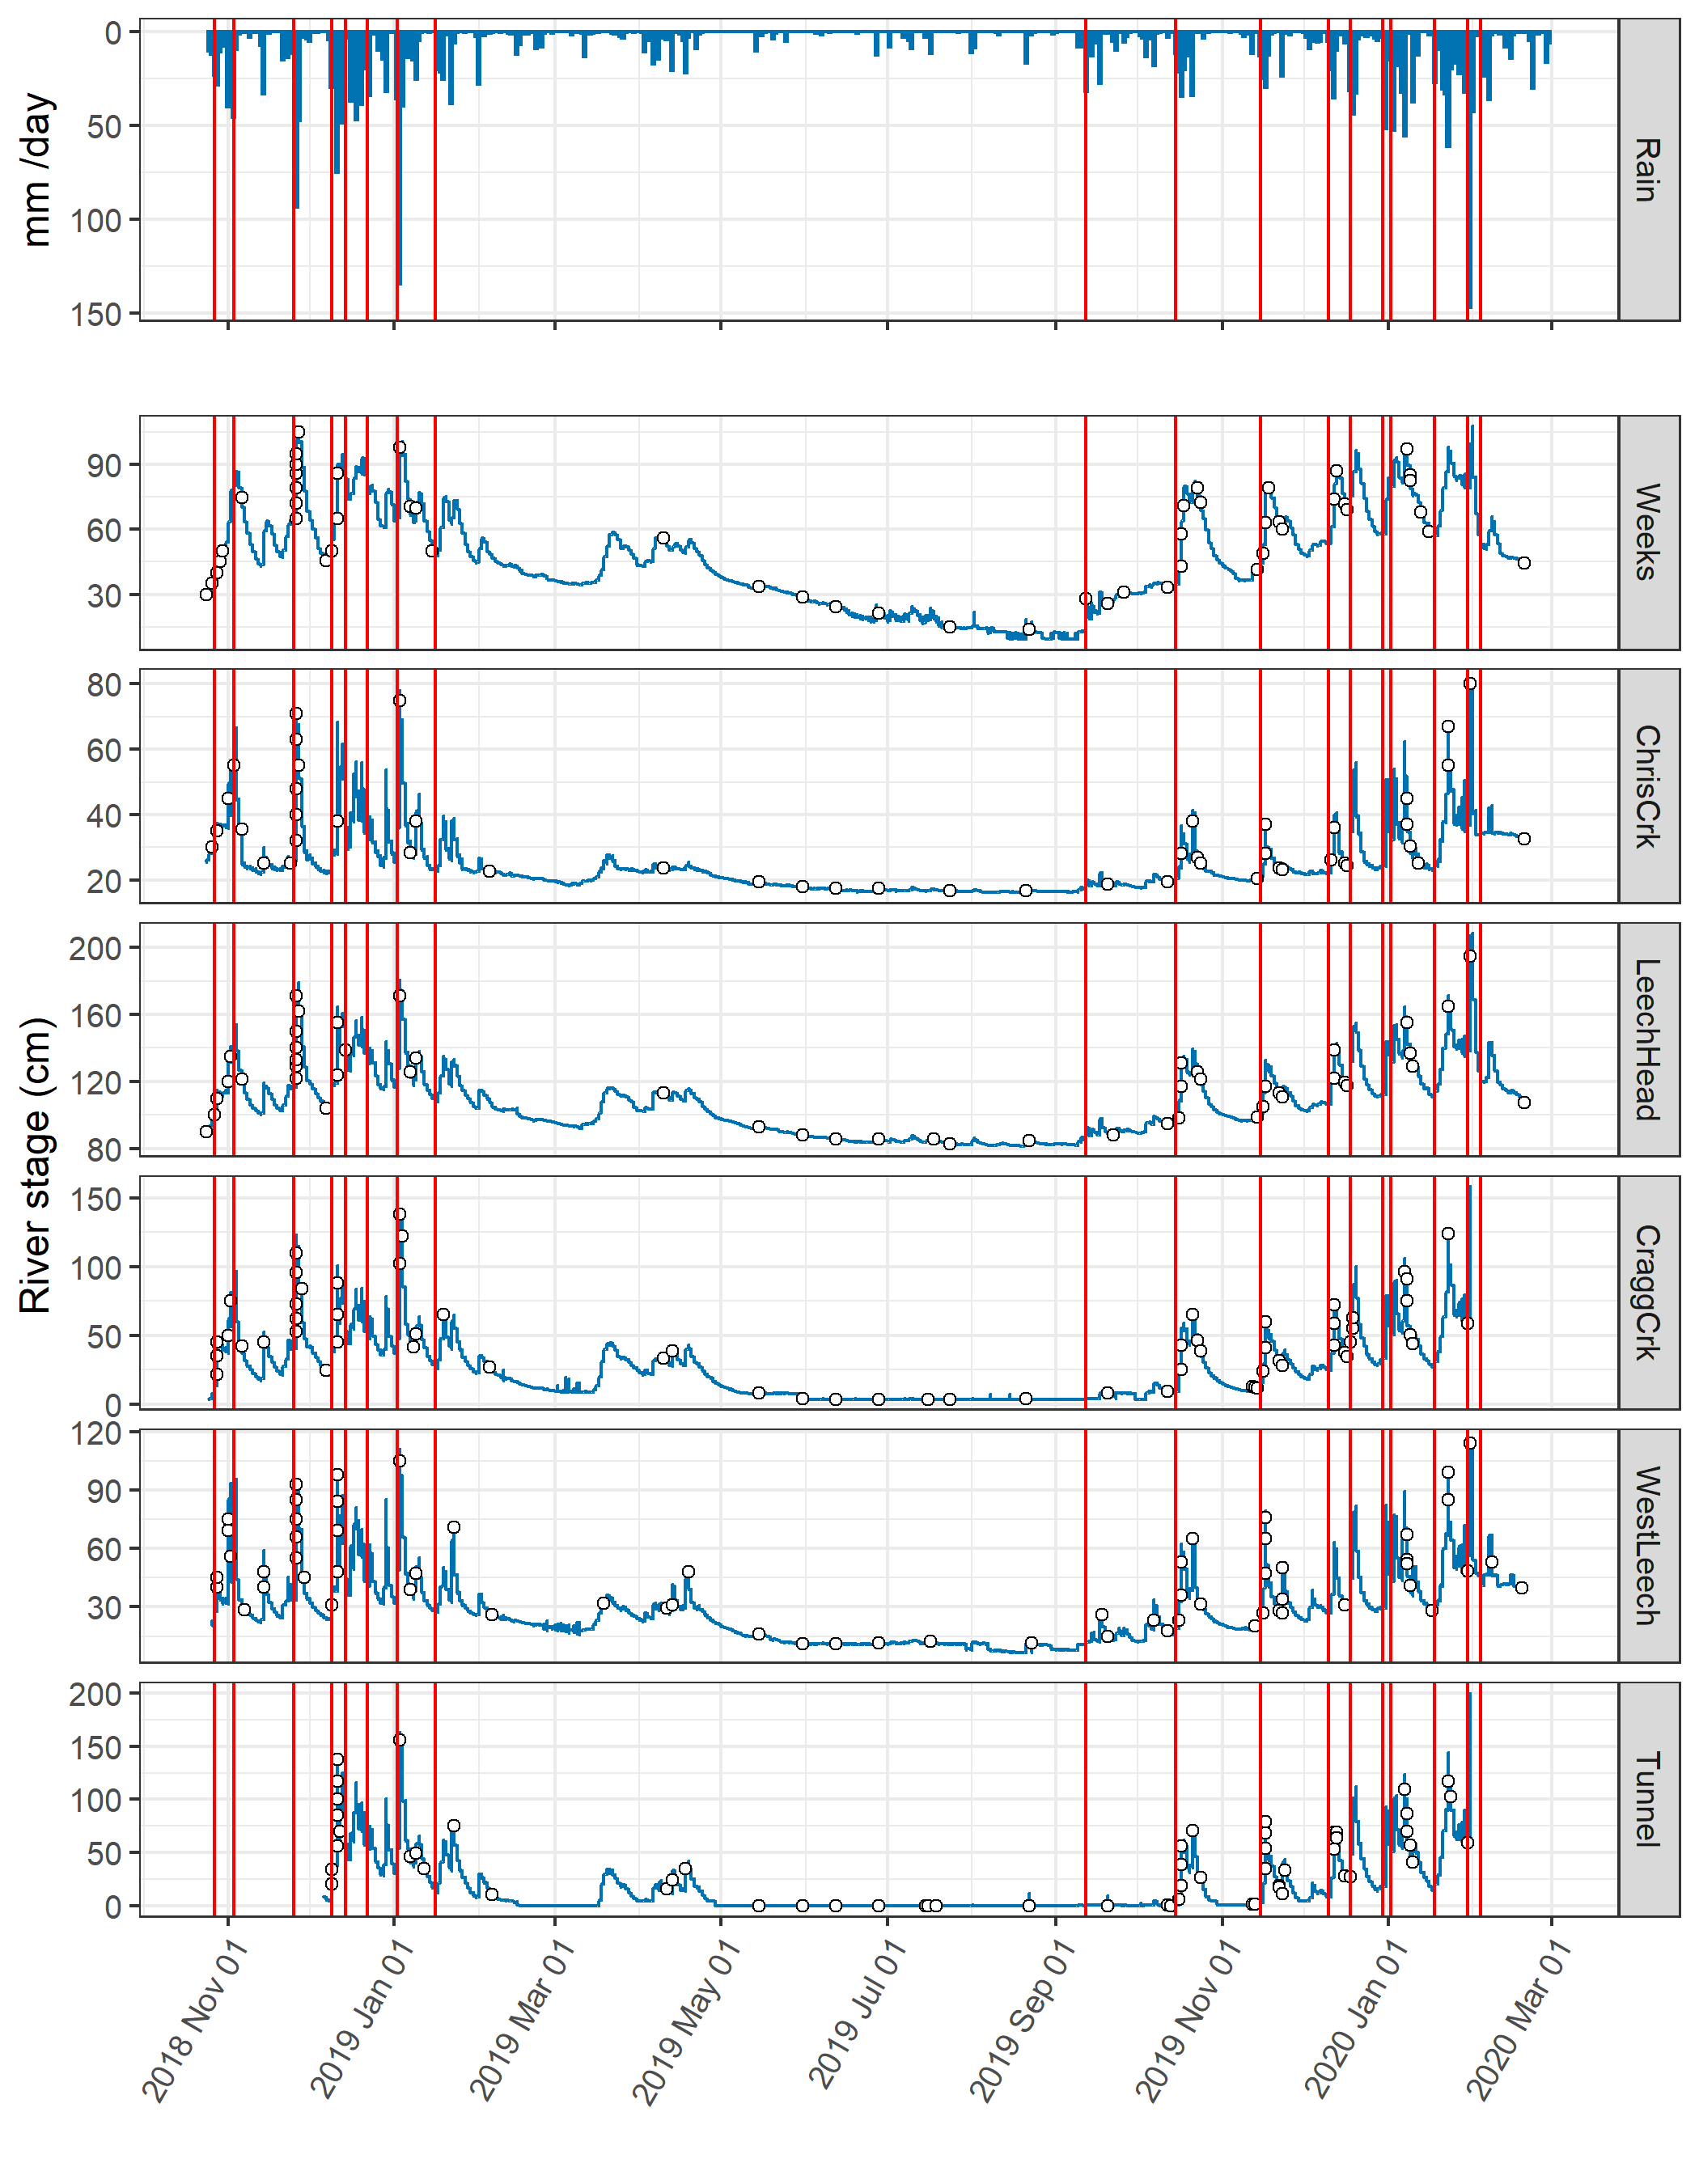 mm /day
0
50
100
150
Rain
River stage (cm)
90
60
30
Weeks
80
60
40
20
ChrisCrk
200
160
120
80
LeechHead
150
100
50
0
CraggCrk
120
90
60
30
WestLeech
200
150
100
50
0
Tunnel
2018 Nov 01
2019 Jan 01
2019 Mar 01
2019 May 01
2019 Jul 01
2019 Sep 01
2019 Nov 01
2020 Jan 01
2020 Mar 01